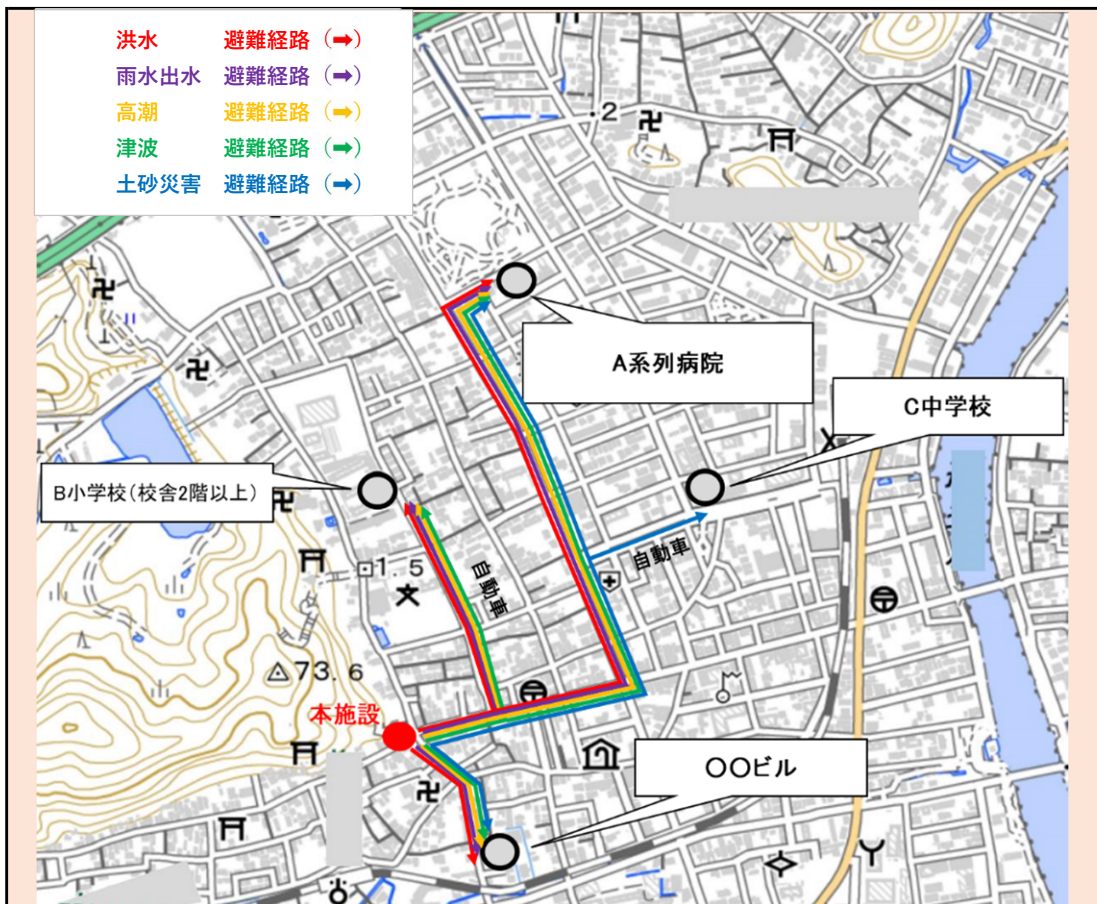 洪水 避難経路（➡）
雨水出水 避難経路（➡）
高潮 避難経路（➡）
津波 避難経路（➡）
土砂災害 避難経路（➡）
.2
A系列病院
C中学校
B小学校(校舎2階以上)
自動車
1.5
自動車
73.6
本施設
〇〇ビル